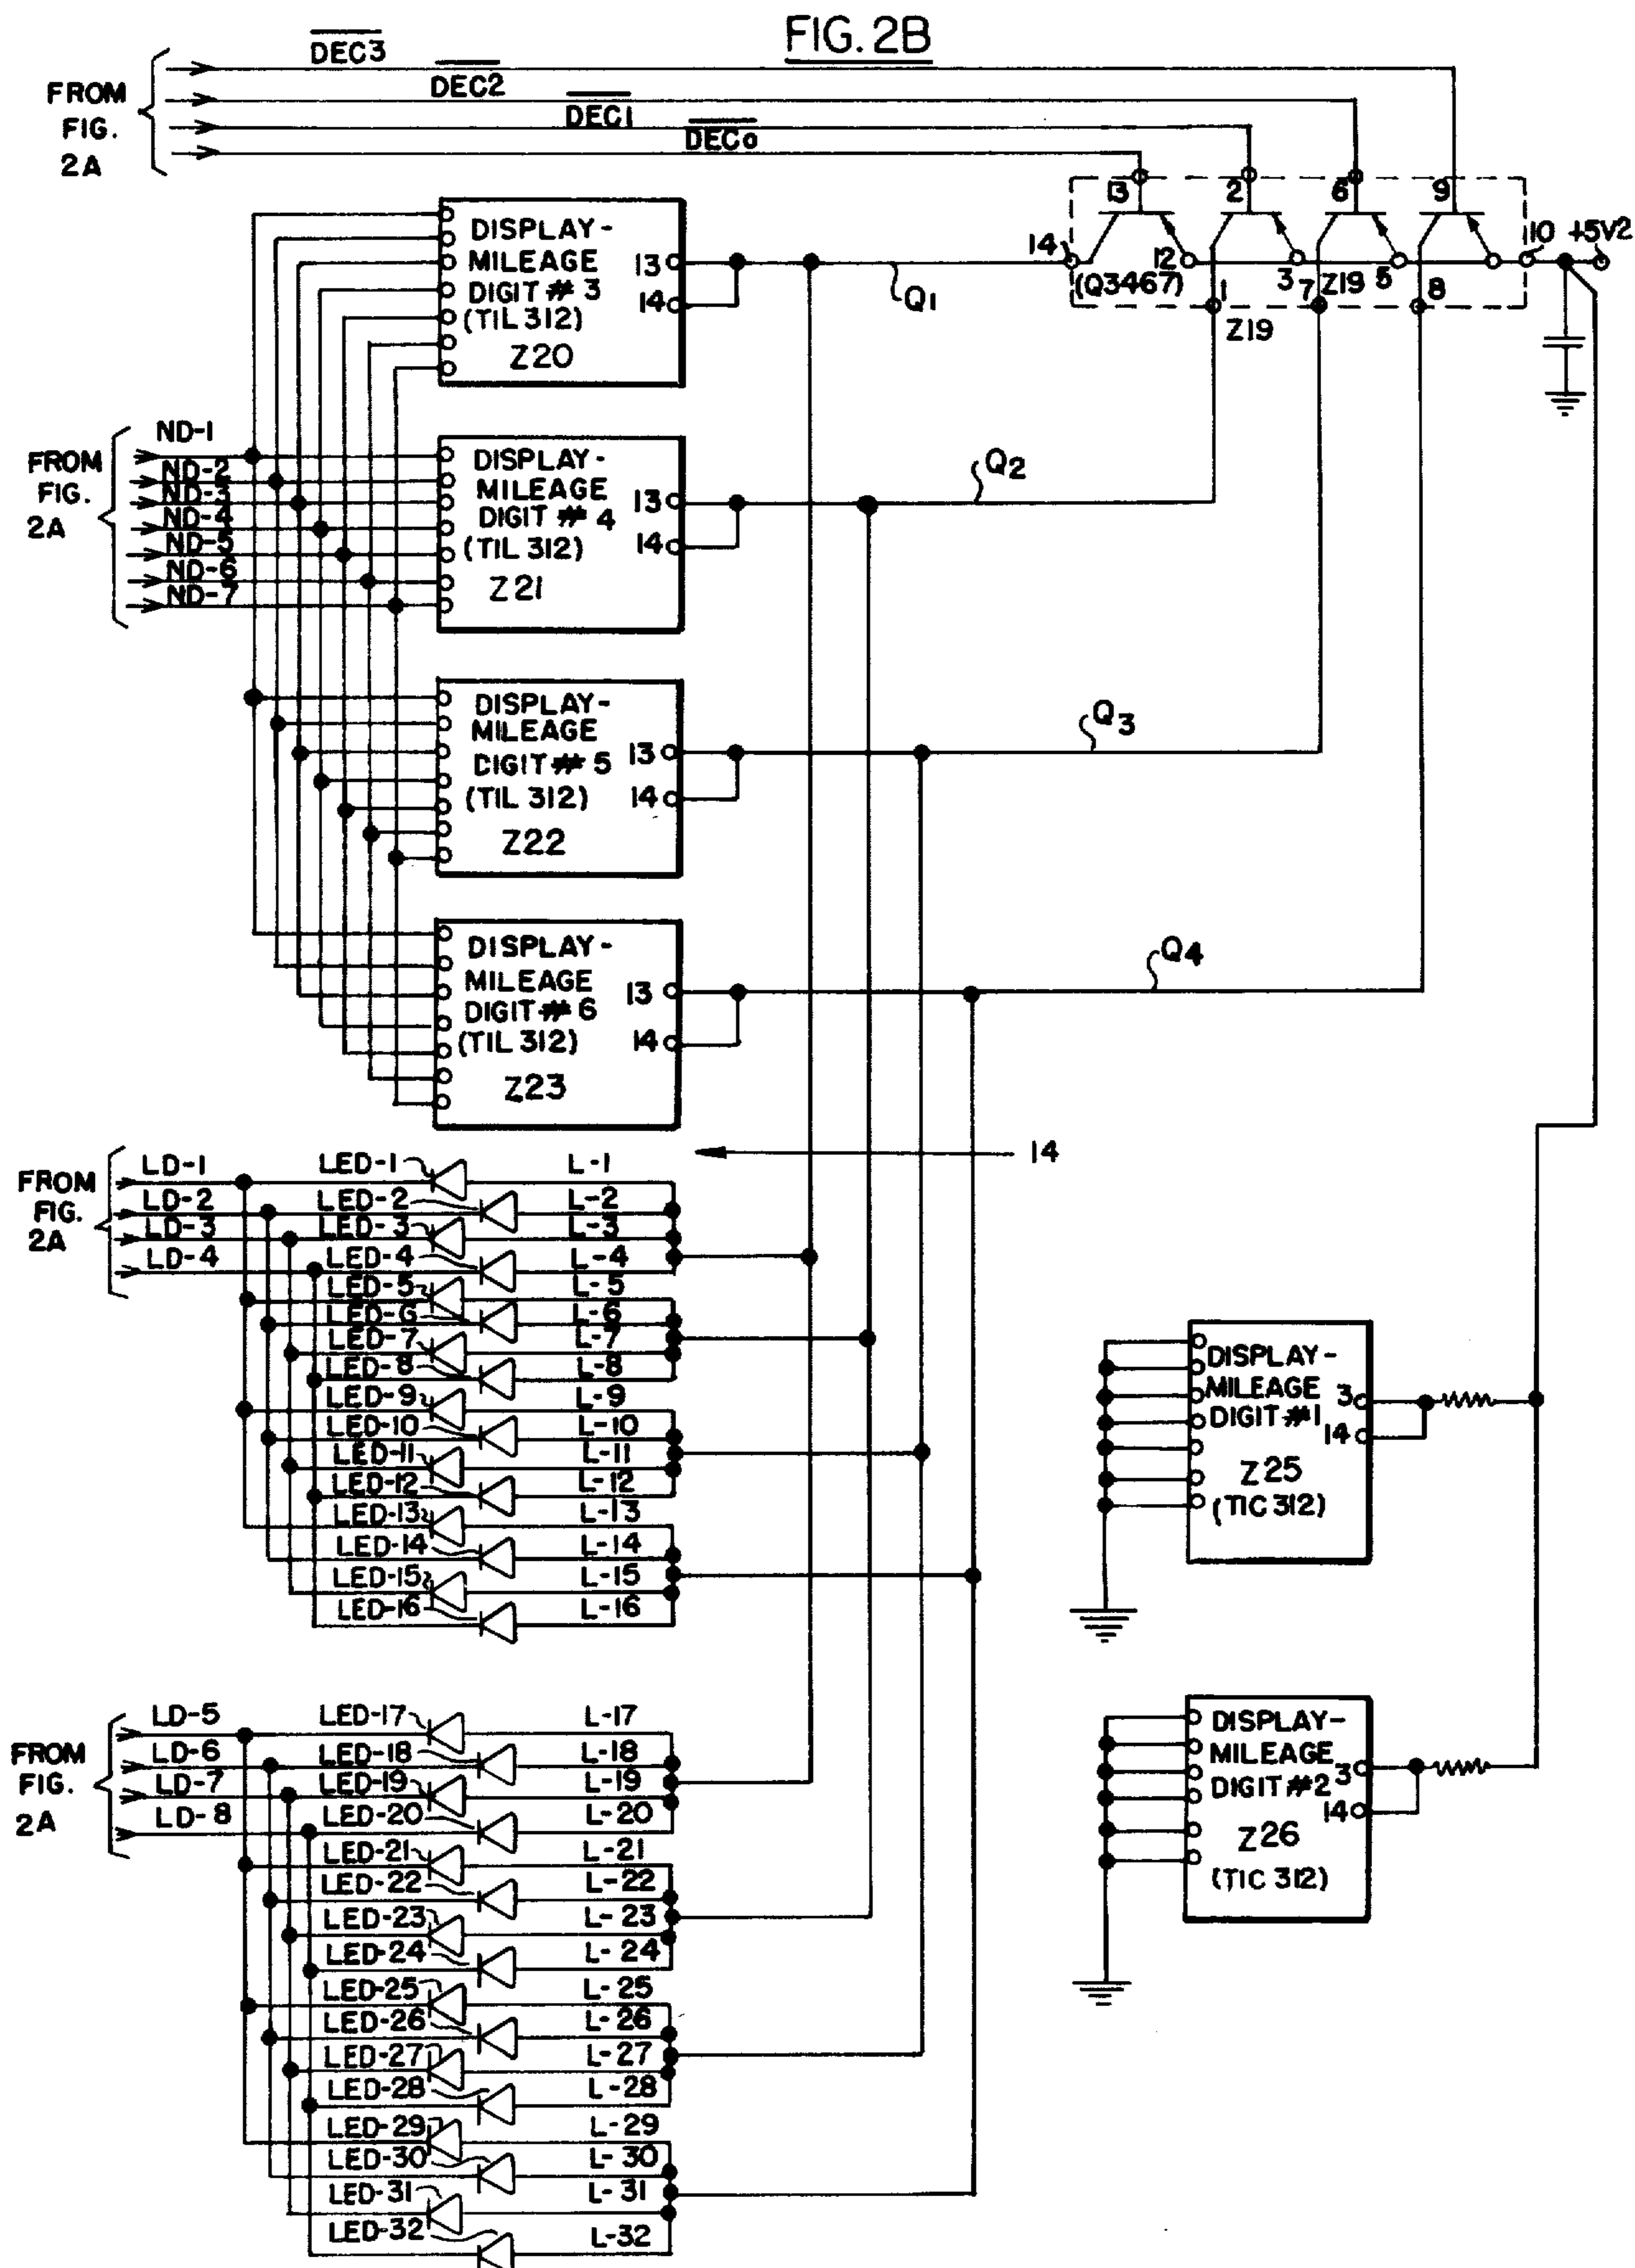 FIG. 2B
DEC3
DEC2
DEC1
DEC0
FROM
FIG.
2A
13 2 6 9
14 12 3 5 10 +5V2
(Q3467) Z19
1 7 8
Z19
DISPLAY-
MILEAGE
DIGIT # 3
(TIL 312)
Z20
13
14
Q1
ND-1
ND-2
ND-3
ND-4
ND-5
ND-6
ND-7
FROM
FIG.
2A
DISPLAY-
MILEAGE
DIGIT # 4
(TIL 312)
Z21
13
14
Q2
DISPLAY-
MILEAGE
DIGIT # 5
(TIL 312)
Z22
13
14
Q3
DISPLAY-
MILEAGE
DIGIT # 6
(TIL 312)
Z23
13
14
Q4
14
FROM
FIG.
2A
LD-1 LED-1 L-1
LD-2 LED-2 L-2
LD-3 LED-3 L-3
LD-4 LED-4 L-4
LED-5 L-5
LED-6 L-6
LED-7 L-7
LED-8 L-8
LED-9 L-9
LED-10 L-10
LED-11 L-11
LED-12 L-12
LED-13 L-13
LED-14 L-14
LED-15 L-15
LED-16 L-16
DISPLAY-
MILEAGE
DIGIT #1
Z25
(TIC 312)
3
14
FROM
FIG.
2A
LD-5 LED-17 L-17
LD-6 LED-18 L-18
LD-7 LED-19 L-19
LD-8 LED-20 L-20
LED-21 L-21
LED-22 L-22
LED-23 L-23
LED-24 L-24
LED-25 L-25
LED-26 L-26
LED-27 L-27
LED-28 L-28
LED-29 L-29
LED-30 L-30
LED-31 L-31
LED-32 L-32
DISPLAY-
MILEAGE
DIGIT #2
Z26
(TIC 312)
3
14